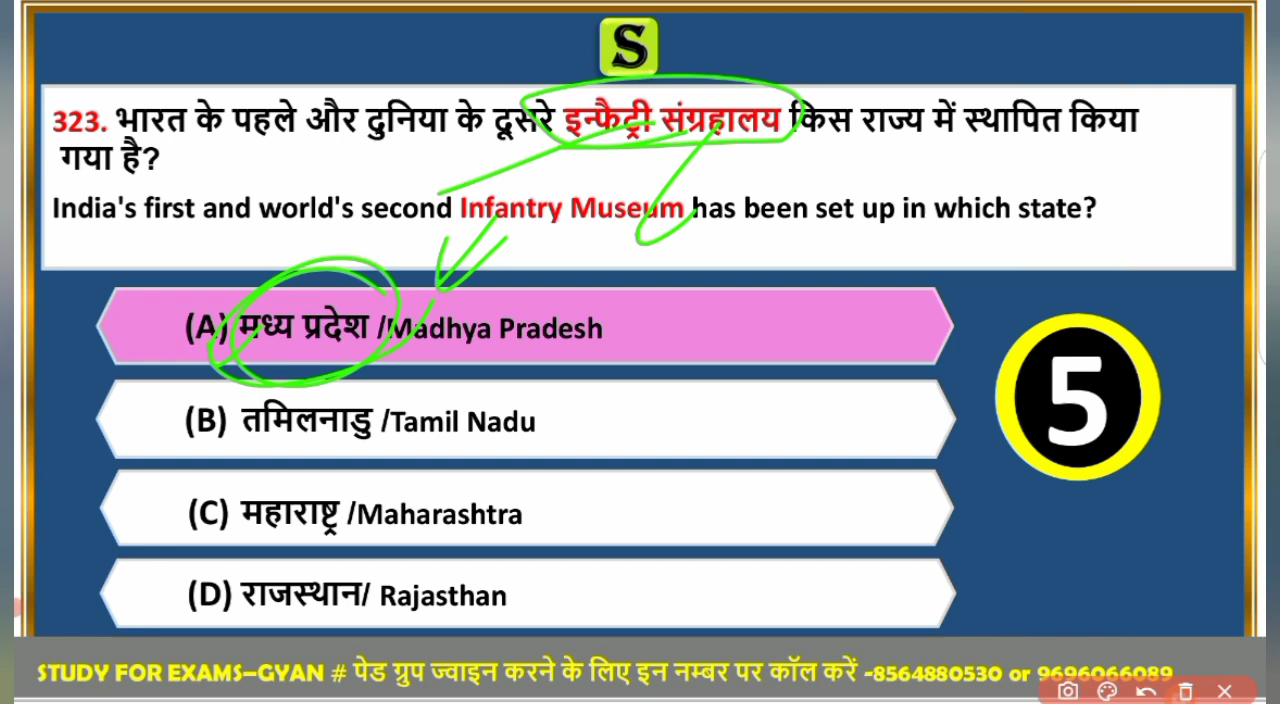 S
323. भारत के पहले और दुनिया के दूसरे इन्फैट्री संग्रहालय किस राज्य में स्थापित किया
गया है?
India's first and world's second Infantry Museum has been set up in which state?
(A) मध्य प्रदेश /Madhya Pradesh
(B) तमिलनाडु /Tamil Nadu
5
(C) महाराष्ट्र /Maharashtra
(D) राजस्थान/ Rajasthan
STUDY FOR EXAMS–GYAN # पेड ग्रुप ज्वाइन करने के लिए इन नम्बर पर कॉल करें -8564880530 or 9696066089